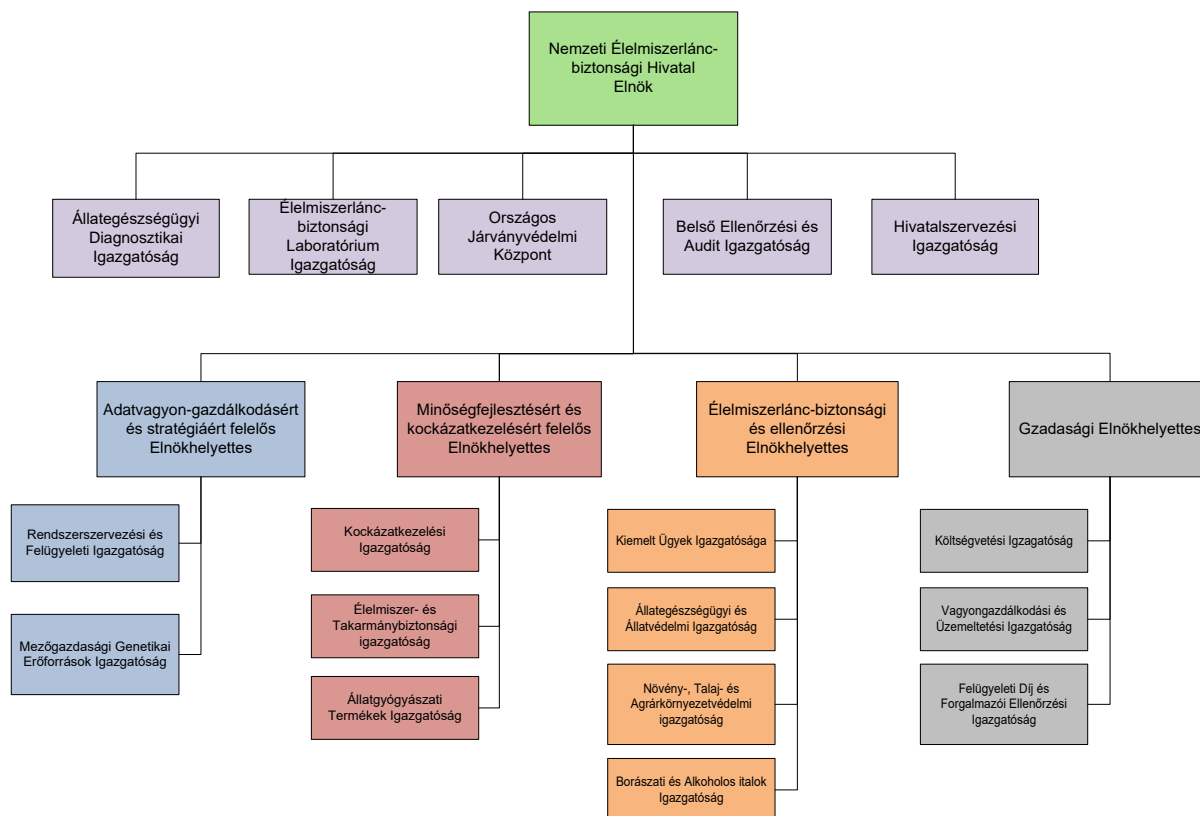 Nemzeti Élelmiszerlánc-
biztonsági Hivatal
Elnök
Állategészségügyi
Diagnosztikai
Igazgatóság
Élelmiszerlánc-
biztonsági
Laboratórium
Igazgatóság
Országos
Járványvédelmi
Központ
Belső Ellenőrzési és
Audit Igazgatóság
Hivatalszervezési
Igazgatóság
Adatvagyon-gazdálkodásért
és stratégiáért felelős
Elnökhelyettes
Minőségfejlesztésért és
kockázatkezelésért felelős
Elnökhelyettes
Élelmiszerlánc-biztonsági
és ellenőrzési
Elnökhelyettes
Gzadasági Elnökhelyettes
Rendszerszervezési és
Felügyeleti Igazgatóság
Mezőgazdasági Genetikai
Erőforrások Igazgatóság
Kockázatkezelési
Igazgatóság
Élelmiszer- és
Takarmánybiztonsági
igazgatóság
Állatgyógyászati
Termékek Igazgatóság
Kiemelt Ügyek Igazgatósága
Állategészségügyi és
Állatvédelmi Igazgatóság
Növény-, Talaj- és
Agrárkörnyezetvédelmi
igazgatóság
Borászati és Alkoholos italok
Igazgatóság
Költségvetési Igzagatóság
Vagyongazdálkodási és
Üzemeltetési Igazgatóság
Felügyeleti Díj és
Forgalmazói Ellenőrzési
Igazgatóság